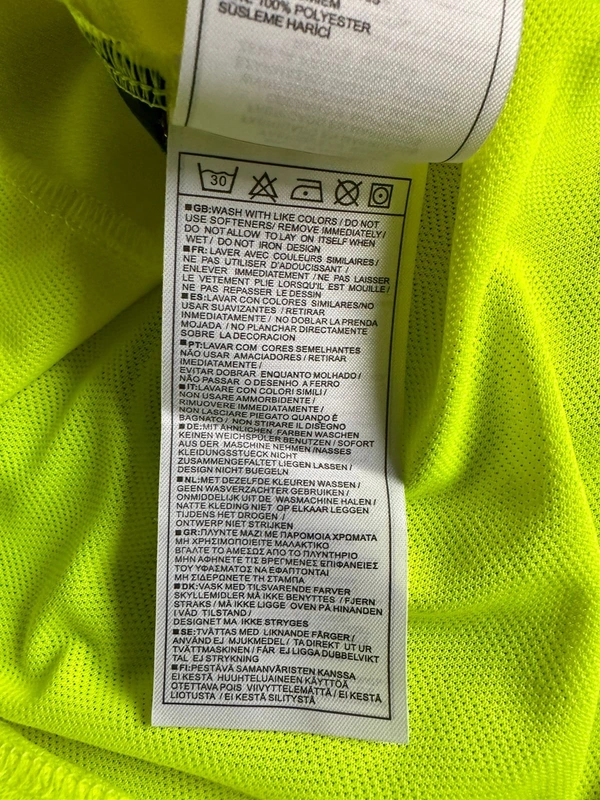 100% POLYESTER
SÜSLEME HARİCİ
30
■GB:WASH WITH LIKE COLORS / DO NOT
USE SOFTENERS/ REMOVE IMMEDIATELY/
DO NOT ALLOW TO LAY ON ITSELF WHEN
WET / DO NOT IRON DESIGN
■FR: LAVER AVEC COULEURS SIMILAIRES/
NE PAS UTILISER D'ADOUCISSANT /
ENLEVER IMMEDIATEMENT / NE PAS LAISSER
LE VETEMENT PLIE LORSQU'IL EST MOUILLE/
NE PAS REPASSER LE DESSIN
■ES:LAVAR CON COLORES SIMILARES/NO
USAR SUAVIZANTES / RETIRAR
INMEDIATAMENTE / NO DOBLAR LA PRENDA
MOJADA / NO PLANCHAR DIRECTAMENTE
SOBRE LA DECORACION
■PT:LAVAR COM CORES SEMELHANTES
NÃO USAR AMACIADORES / RETIRAR
IMEDIATAMENTE /
EVITAR DOBRAR ENQUANTO MOLHADO /
NÃO PASSAR O DESENHO A FERRO
■IT:LAVARE CON COLORI SIMILI /
NON USARE AMMORBIDENTE /
RIMUOVERE IMMEDIATAMENTE /
NON LASCIARE PIEGATO QUANDO È
BAGNATO / NON STIRARE IL DISEGNO
■DE:MIT ÄHNLICHEN FARBEN WASCHEN
KEINEN WEICHSPÜLER BENUTZEN / SOFORT
AUS DER MASCHINE NEHMEN /NASSES
KLEIDUNGSSTUECK NICHT
ZUSAMMENGEFALTET LIEGEN LASSEN /
DESIGN NICHT BUEGELN
■NL:MET DEZELFDE KLEUREN WASSEN /
GEEN WASVERZACHTER GEBRUIKEN /
ONMIDDELIJK UIT DE WASMACHINE HALEN /
NATTE KLEDING NIET OP ELKAAR LEGGEN
TIJDENS HET DROGEN /
ONTWERP NIET STRIJKEN
■GR:ΠΛΥΝΤΕ ΜΑΖΙ ΜΕ ΠΑΡΟΜΟΙΑ ΧΡΩΜΑΤΑ
ΜΗ ΧΡΗΣΙΜΟΠΟΙΕΙΤΕ ΜΑΛΑΚΤΙΚΟ
ΒΓΑΛΤΕ ΤΟ ΑΜΕΣΩΣ ΑΠΟ ΤΟ ΠΛΥΝΤΗΡΙΟ
ΜΗΝ ΑΦΗΝΕΤΕ ΤΙΣ ΒΡΕΓΜΕΝΕΣ ΕΠΙΦΑΝΕΙΕΣ
ΤΟΥ ΥΦΑΣΜΑΤΟΣ ΝΑ ΕΦΑΠΤΟΝΤΑΙ
ΜΗ ΣΙΔΕΡΩΝΕΤΕ ΤΗ ΣΤΑΜΠΑ
■DK:VASK MED TILSVARENDE FARVER
SKYLLEMIDLER MÅ IKKE BENYTTES / FJERN
STRAKS / MÅ IKKE LIGGE OVEN PÅ HINANDEN
I VÅD TILSTAND /
DESIGNET MA IKKE STRYGES
■SE:TVÄTTAS MED LIKNANDE FÄRGER /
ANVÄND EJ MJUKMEDEL / TA DIREKT UT UR
TVÄTTMASKINEN / FÅR EJ LIGGA DUBBELVIKT
TAL EJ STRYKNING
■FI:PESTÄVÄ SAMANVÄRISTEN KANSSA
EI KESTÄ HUUHTELUAINEEN KÄYTTÖÄ
OTETTAVA POIS VIIVYTTELEMÄTTÄ / EI KESTÄ
LIOTUSTA / EI KESTÄ SILITYSTÄ